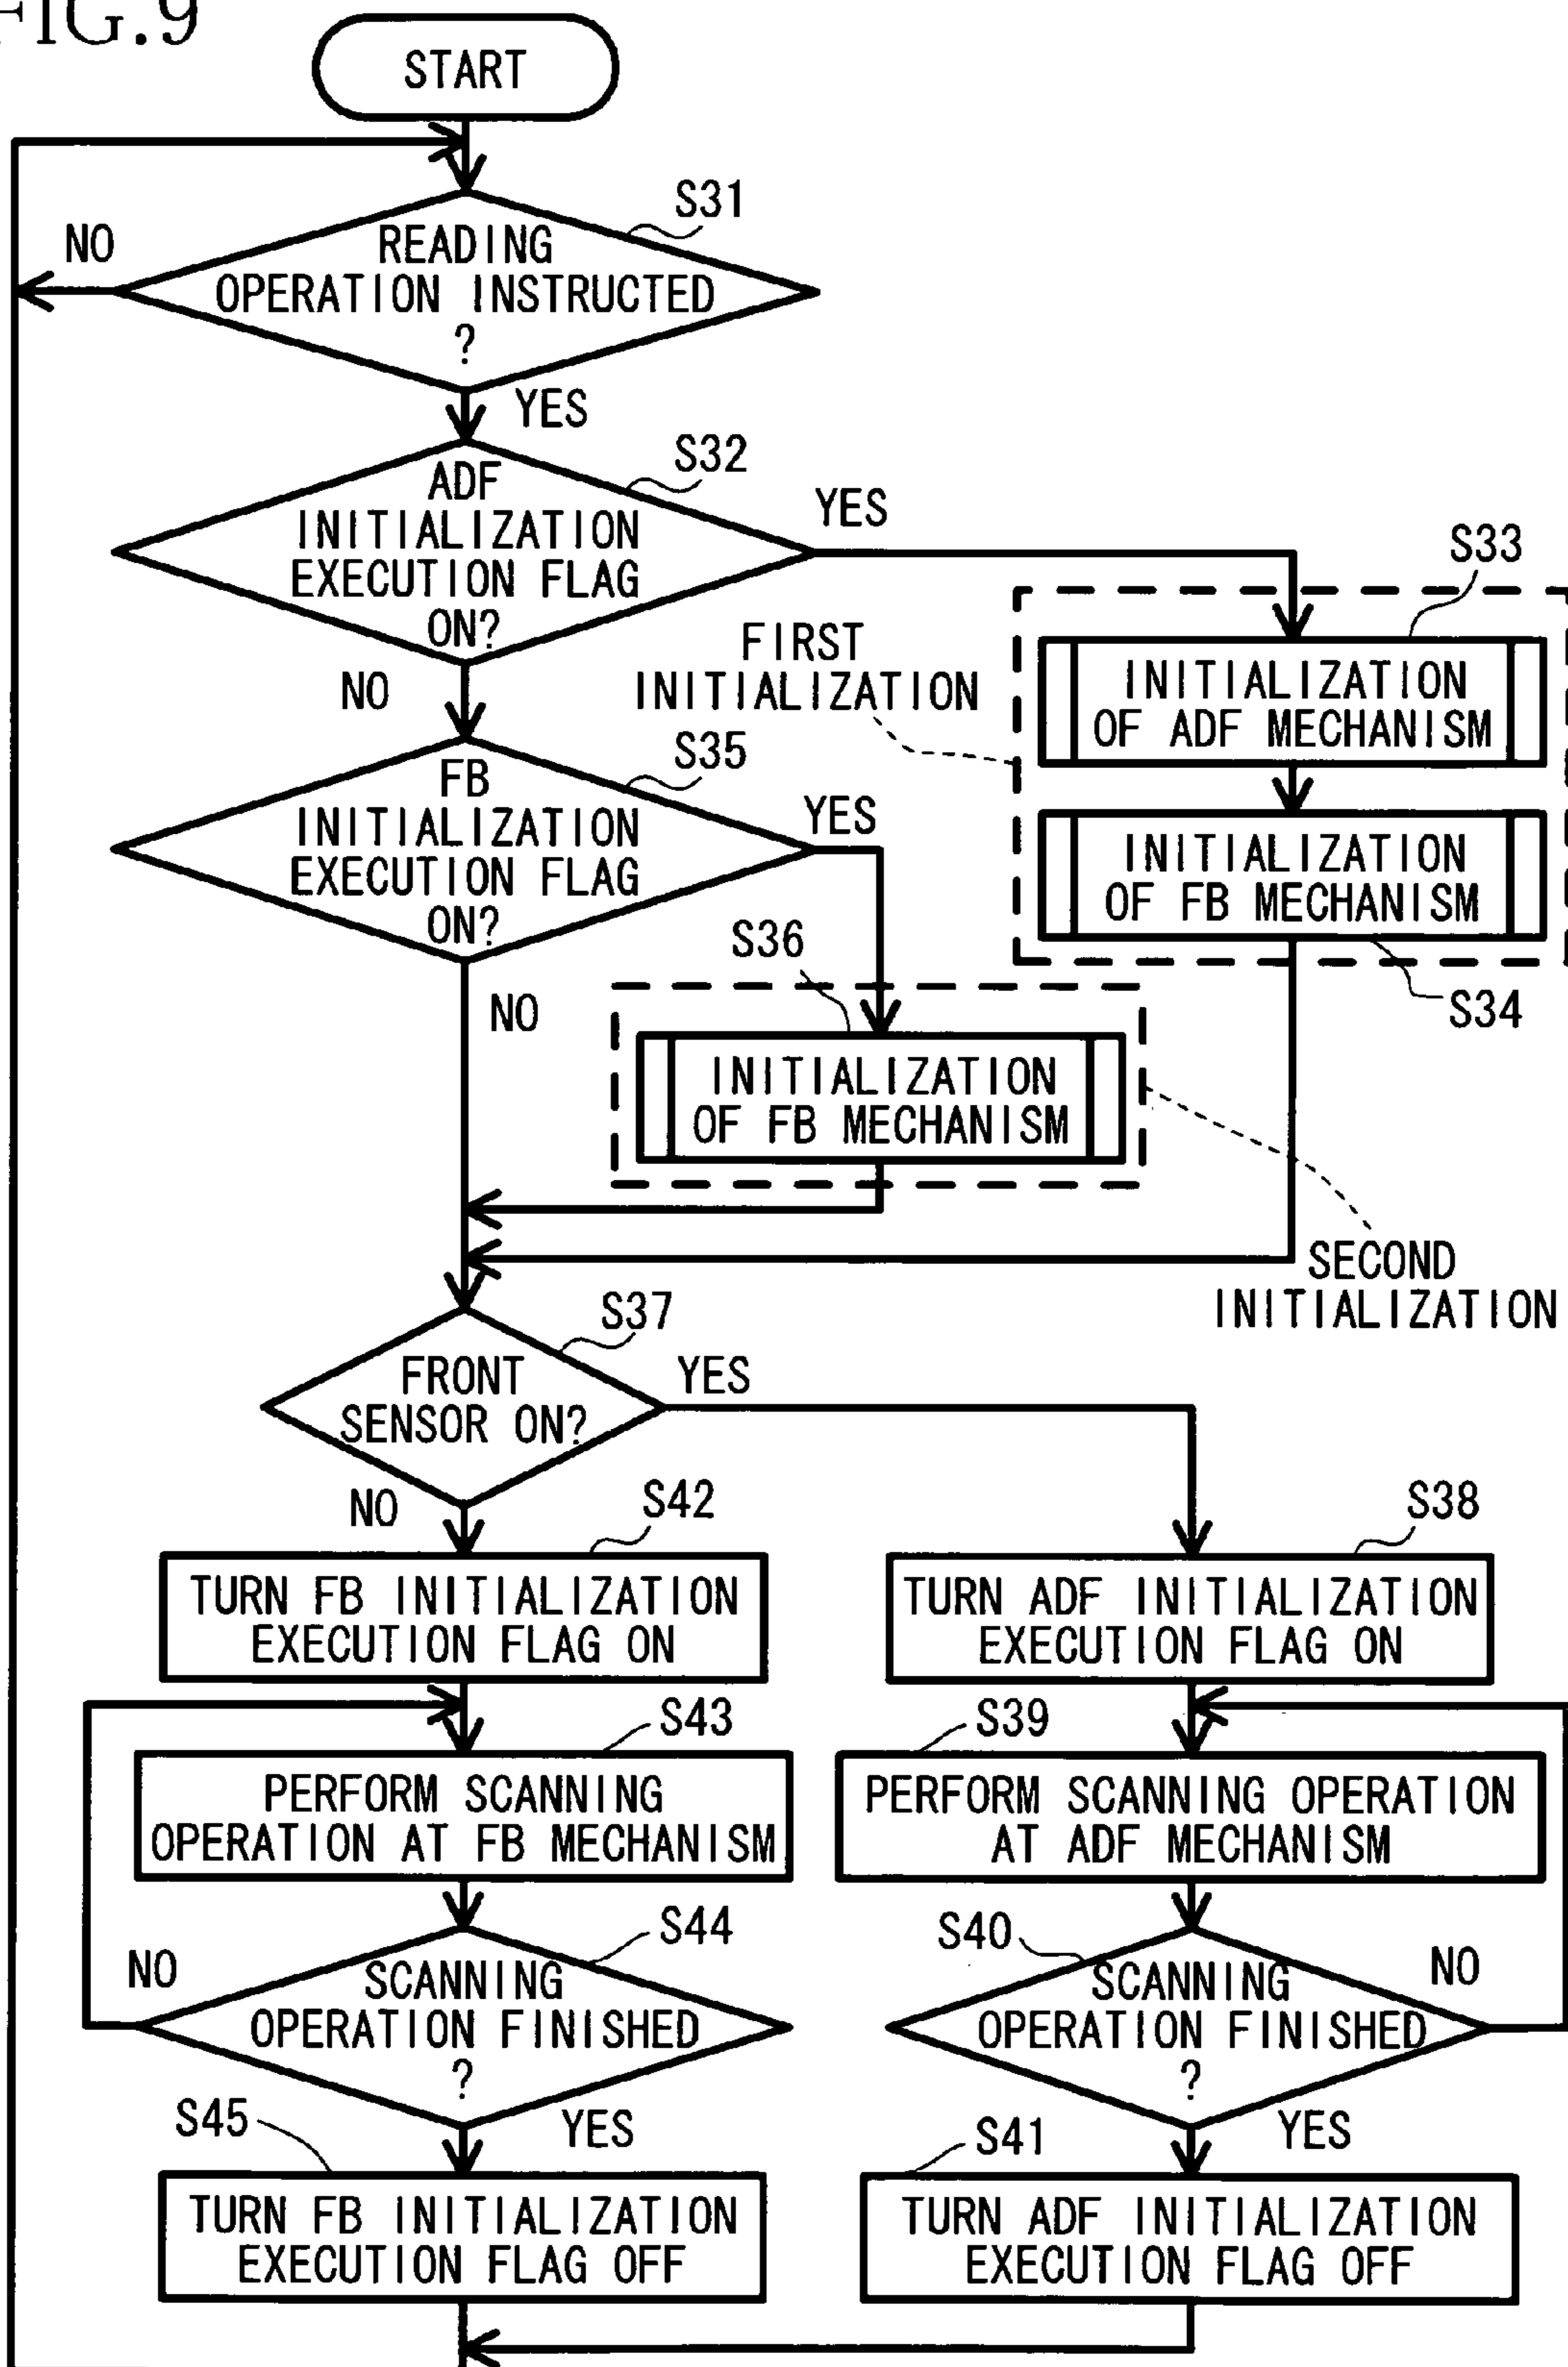 FIG.9
START
S31
NO
READING
OPERATION INSTRUCTED
?
YES
S32
ADF
INITIALIZATION
EXECUTION FLAG
ON?
YES
NO
S33
FIRST
INITIALIZATION
INITIALIZATION
OF ADF MECHANISM
S35
FB
INITIALIZATION
EXECUTION FLAG
ON?
YES
NO
INITIALIZATION
OF FB MECHANISM
S34
S36
INITIALIZATION
OF FB MECHANISM
SECOND
INITIALIZATION
S37
FRONT
SENSOR ON?
YES
NO
S42
TURN FB INITIALIZATION
EXECUTION FLAG ON
S38
TURN ADF INITIALIZATION
EXECUTION FLAG ON
S43
PERFORM SCANNING
OPERATION AT FB MECHANISM
S39
PERFORM SCANNING OPERATION
AT ADF MECHANISM
S44
NO
SCANNING
OPERATION FINISHED
?
YES
S40
NO
SCANNING
OPERATION FINISHED
?
YES
S45
TURN FB INITIALIZATION
EXECUTION FLAG OFF
S41
TURN ADF INITIALIZATION
EXECUTION FLAG OFF